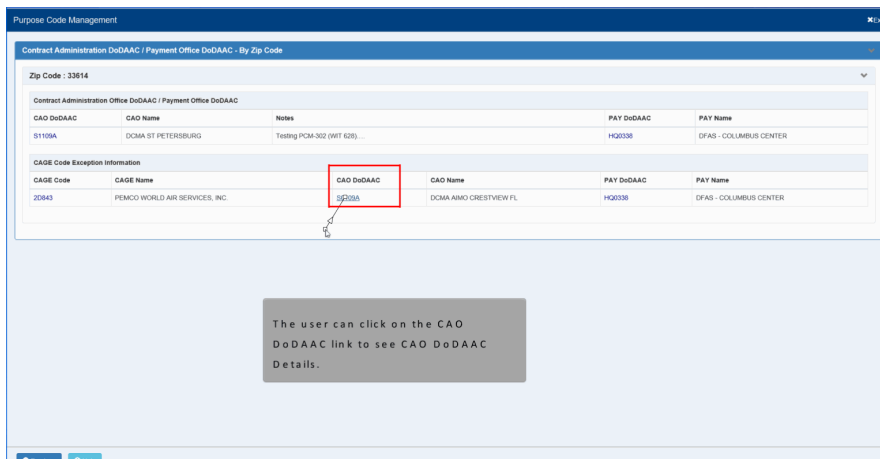 Purpose Code Management
Contract Administration DoDAAC / Payment Office DoDAAC - By Zip Code
Zip Code : 33614
Contract Administration Office DoDAAC / Payment Office DoDAAC
CAO DoDAAC CAO Name Notes PAY DoDAAC PAY Name
S1109A DCMA ST PETERSBURG Testing PCM-302 (WIT 628).... HQ0338 DFAS - COLUMBUS CENTER
CAGE Code Exception Information
CAGE Code CAGE Name CAO DoDAAC CAO Name PAY DoDAAC PAY Name
2D843 PEMCO WORLD AIR SERVICES, INC. DCMA AIMO CRESTVIEW FL HQ0338 DFAS - COLUMBUS CENTER
The user can click on the CAO
DoDAAC link to see CAO DoDAAC
Details.